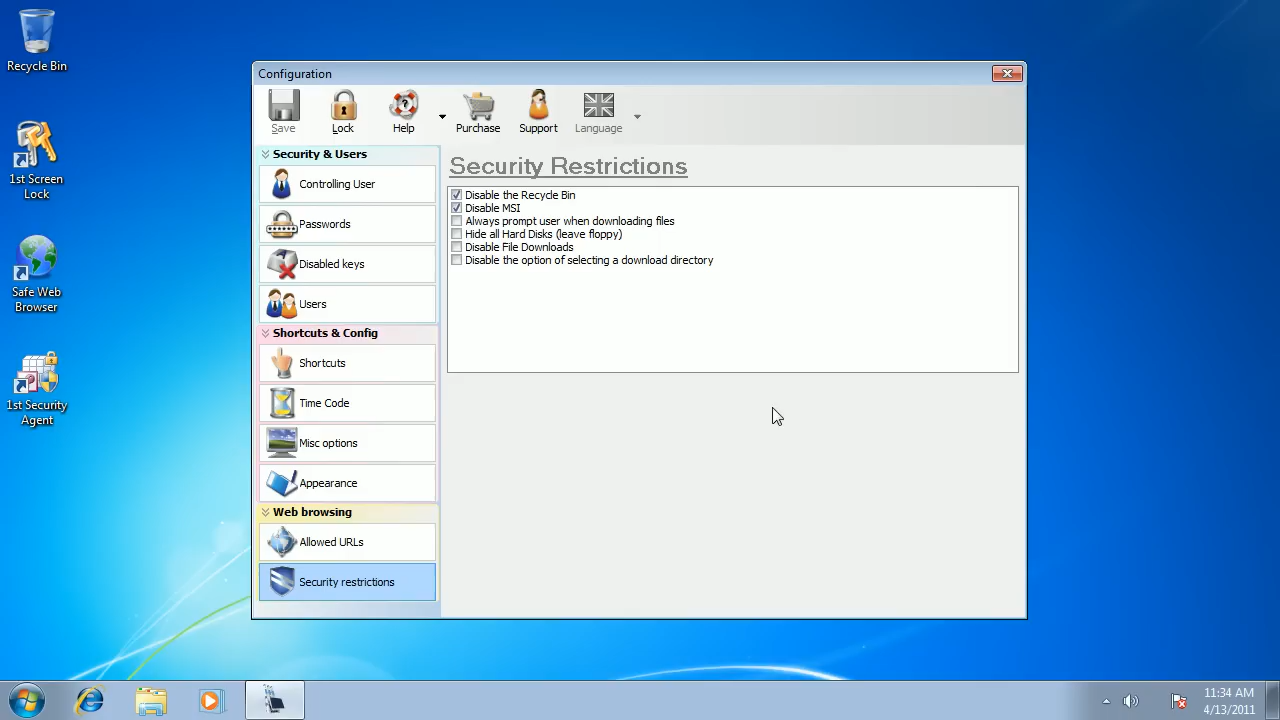 Recycle Bin
1st Screen
Lock
Safe Web
Browser
1st Security
Agent
Configuration
Save
Lock
Help
Purchase
Support
Language
Security & Users
Controlling User
Passwords
Disabled keys
Users
Shortcuts & Config
Shortcuts
Time Code
Misc options
Appearance
Web browsing
Allowed URLs
Security restrictions
Security Restrictions
Disable the Recycle Bin
Disable MSI
Always prompt user when downloading files
Hide all Hard Disks (leave floppy)
Disable File Downloads
Disable the option of selecting a download directory
11:34 AM
4/13/2011